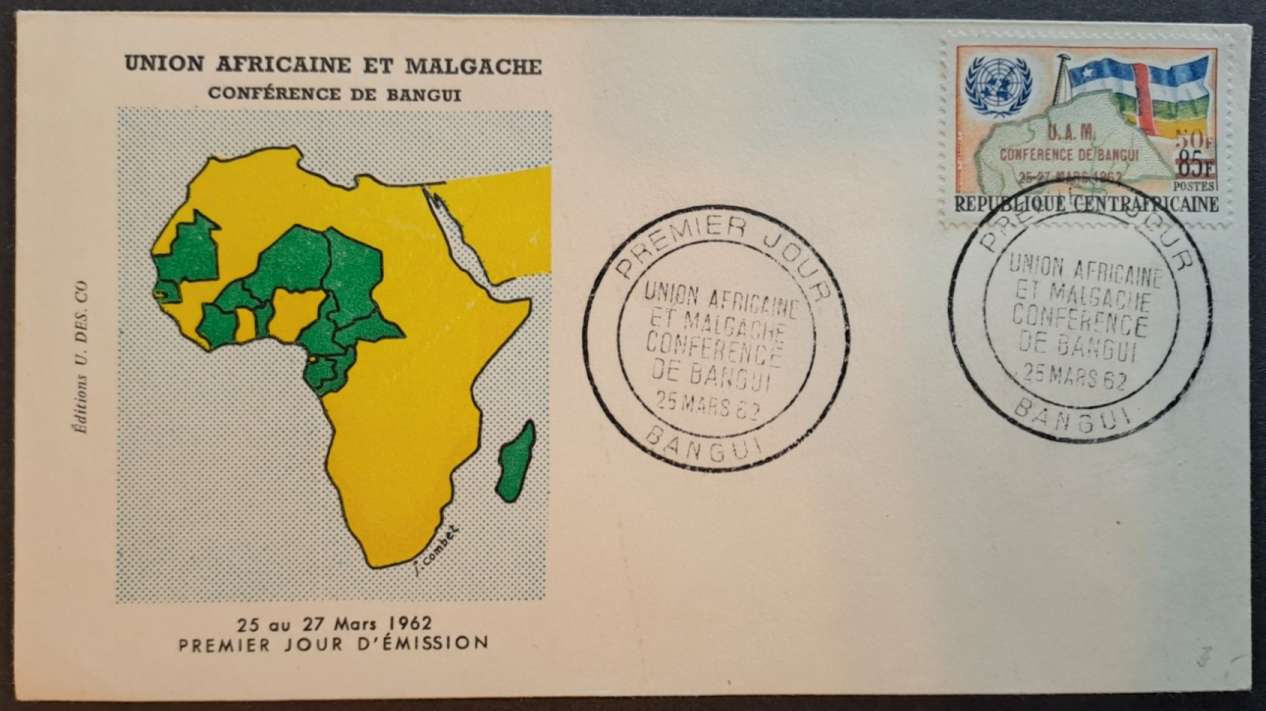 UNION AFRICAINE ET MALGACHE
CONFÉRENCE DE BANGUI
Éditions U. DES. CO
J. Combet
25 au 27 Mars 1962
PREMIER JOUR D'ÉMISSION
PREMIER JOUR
UNION AFRICAINE
ET MALGACHE
CONFERENCE
DE BANGUI
25 MARS 62
BANGUI
U.A.M.
CONFERENCE DE BANGUI
25-27 MARS 1962
50F
85F
POSTES
REPUBLIQUE CENTRAFRICAINE
PREMIER JOUR
UNION AFRICAINE
ET MALGACHE
CONFERENCE
DE BANGUI
25 MARS 62
BANGUI